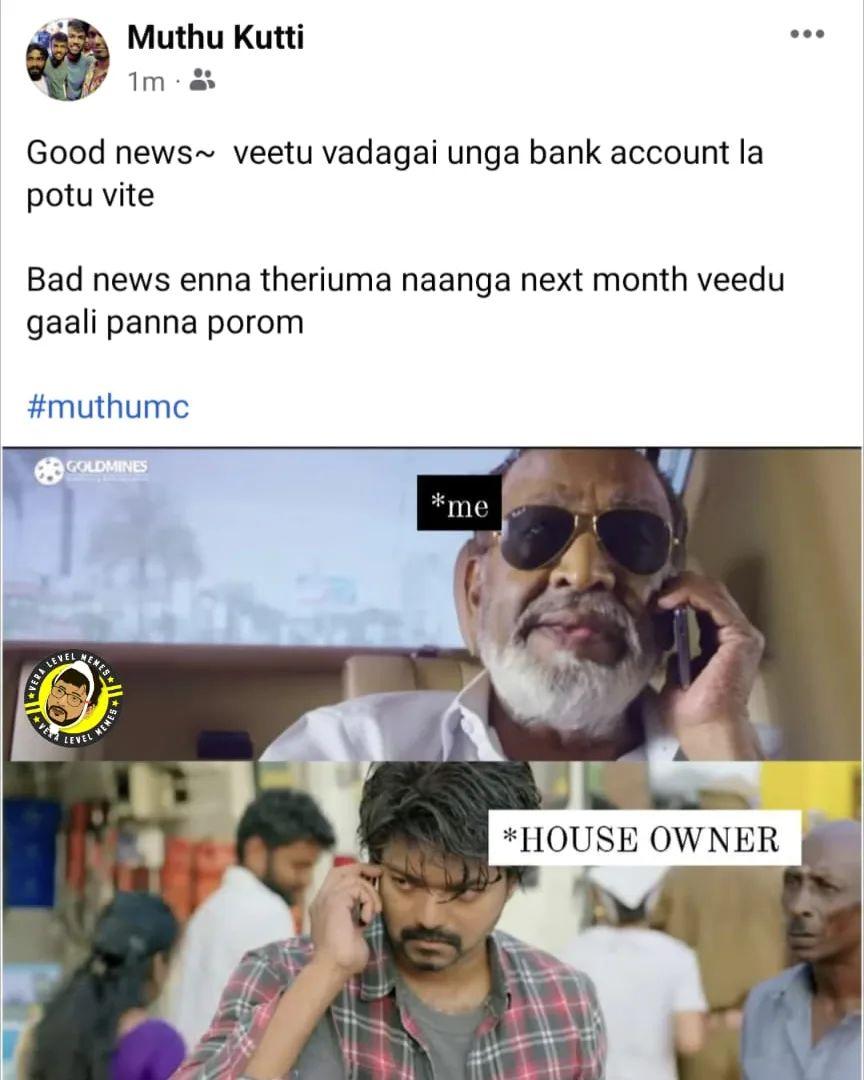 Muthu Kutti
1m ·
Good news~ veetu vadagai unga bank account la
potu vite
Bad news enna theriuma naanga next month veedu
gaali panna porom
#muthumc
GOLDMINES
*me
VERA LEVEL MEMES
VERA LEVEL MEMES
*HOUSE OWNER